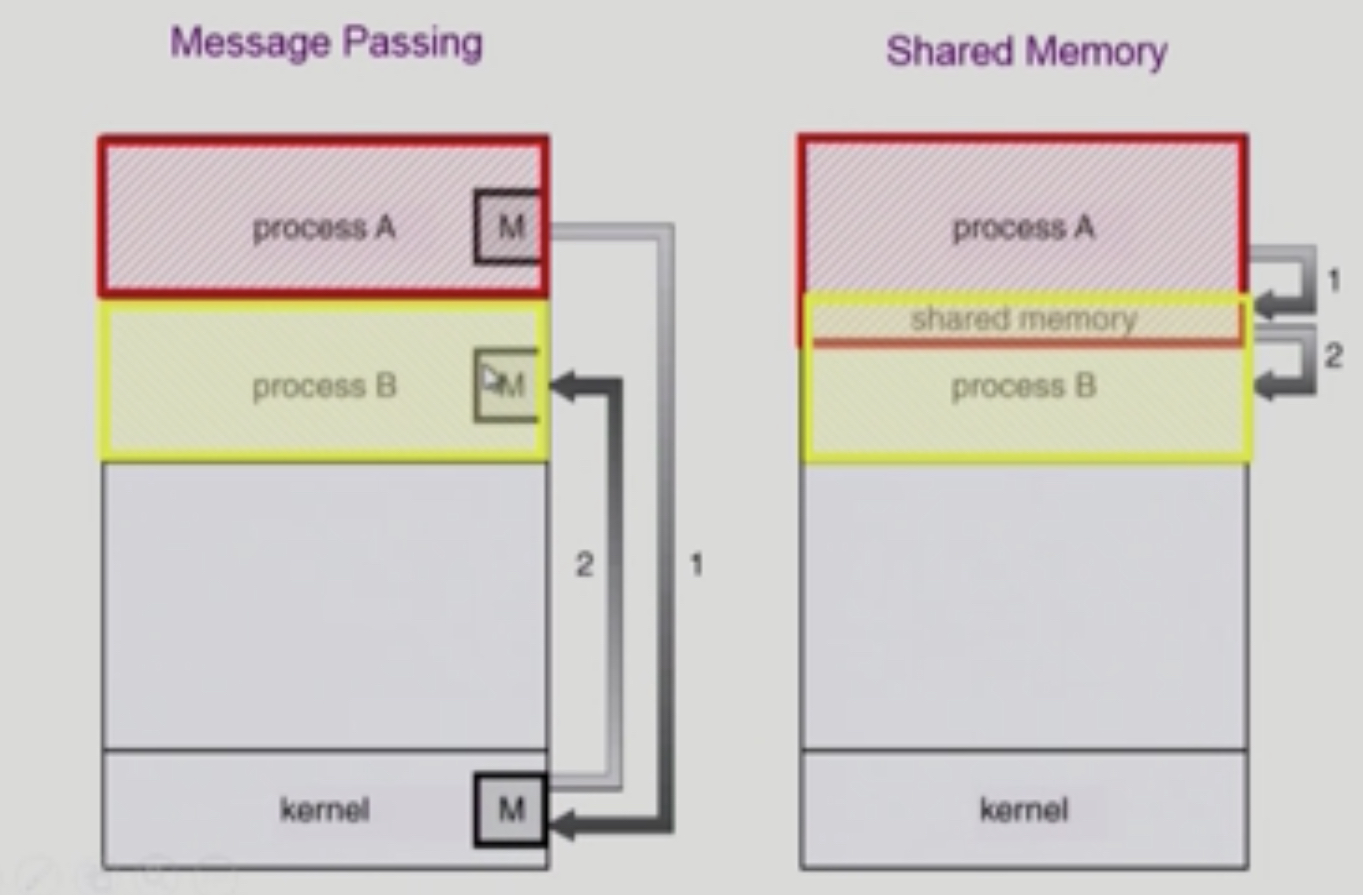 Message Passing
process A
M
process B
M
2
1
kernel
M
Shared Memory
process A
1
shared memory
2
process B
kernel